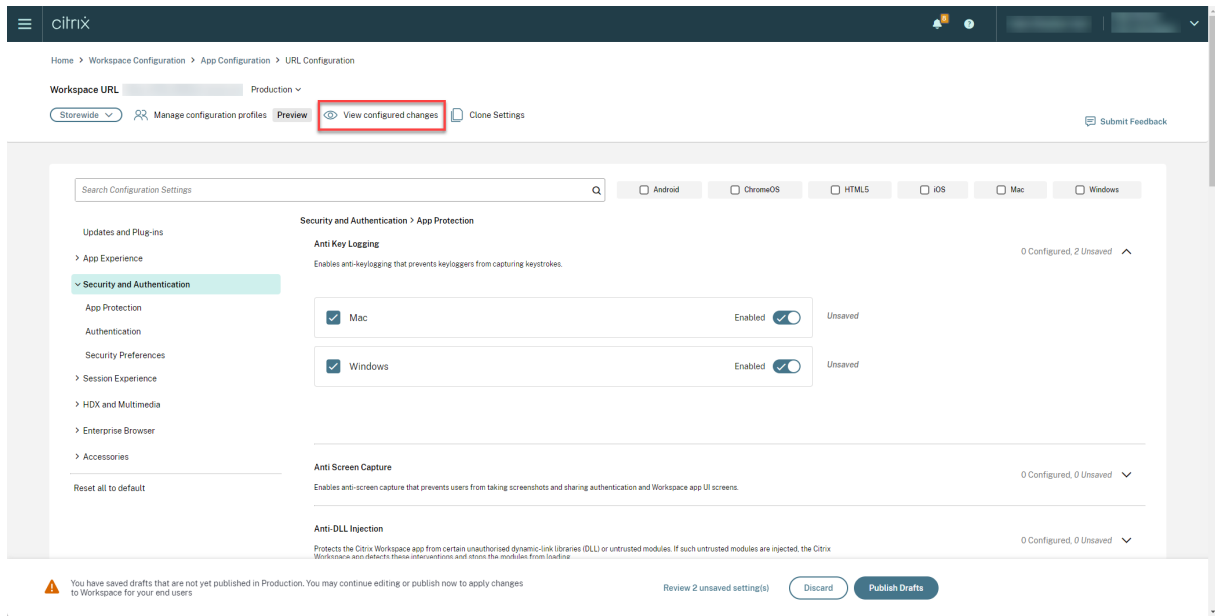 citrix
8
?
Home > Workspace Configuration > App Configuration > URL Configuration
Workspace URL
Production
Storewide
Manage configuration profiles Preview
View configured changes
Clone Settings
Submit Feedback
Search Configuration Settings
Android
ChromeOS
HTML5
iOS
Mac
Windows
Updates and Plug-ins
App Experience
Security and Authentication
App Protection
Authentication
Security Preferences
Session Experience
HDX and Multimedia
Enterprise Browser
Accessories
Reset all to default
Security and Authentication > App Protection
Anti Key Logging
0 Configured, 2 Unsaved
Enables anti-keylogging that prevents keyloggers from capturing keystrokes.
Mac
Enabled
Unsaved
Windows
Enabled
Unsaved
Anti Screen Capture
0 Configured, 0 Unsaved
Enables anti-screen capture that prevents users from taking screenshots and sharing authentication and Workspace app UI screens.
Anti-DLL Injection
0 Configured, 0 Unsaved
Protects the Citrix Workspace app from certain unauthorised dynamic-link libraries (DLL) or untrusted modules. If such untrusted modules are injected, the Citrix
Workspace app detects these interventions and stops the modules from loading
You have saved drafts that are not yet published in Production. You may continue editing or publish now to apply changes
to Workspace for your end users
Review 2 unsaved setting(s)
Discard
Publish Drafts